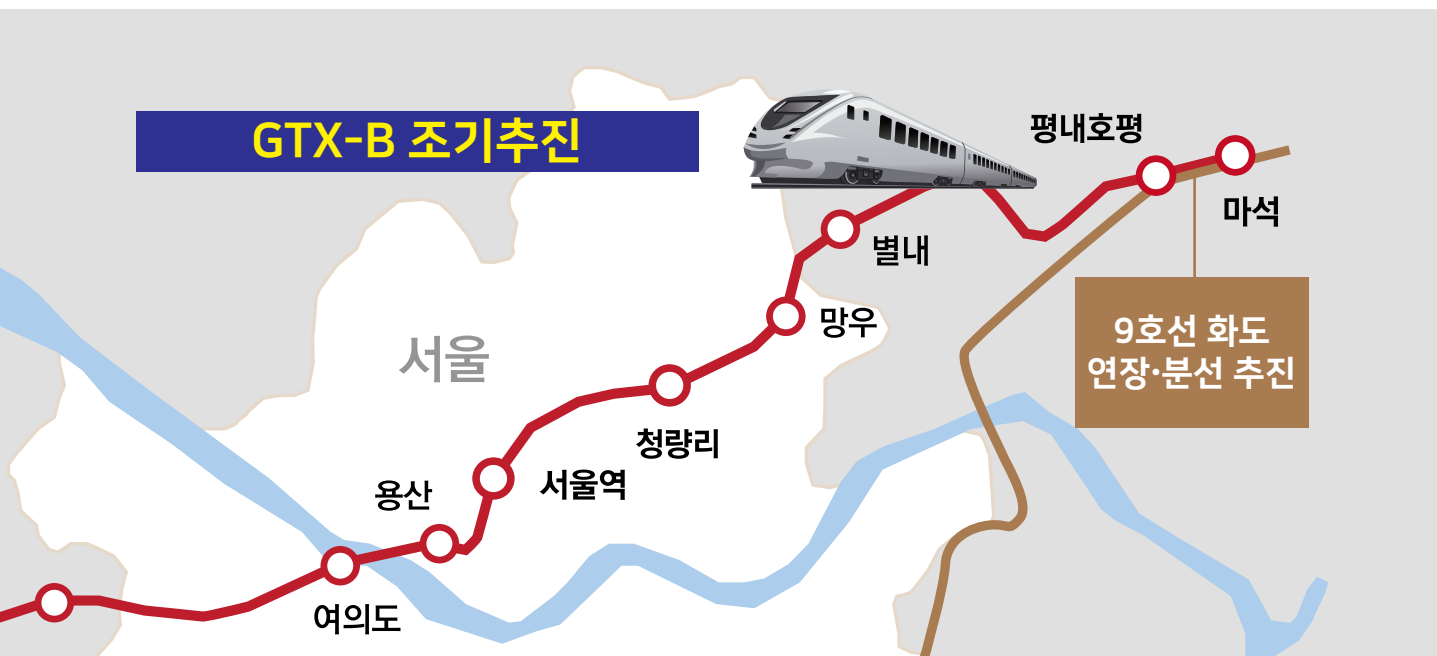 GTX-B 조기추진
평내호평
마석
별내
망우
9호선 화도
연장·분선 추진
서울
청량리
서울역
용산
여의도